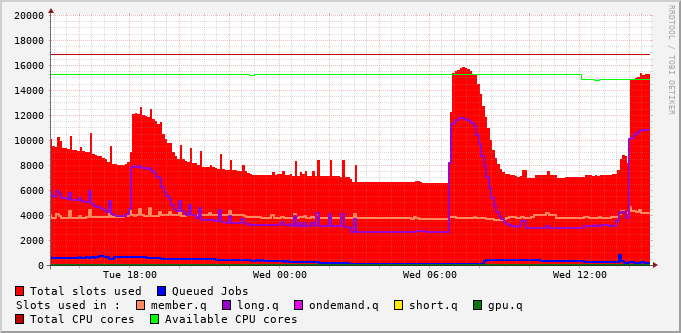 20000
18000
16000
14000
12000
10000
8000
6000
4000
2000
0
Tue 18:00 Wed 00:00 Wed 06:00 Wed 12:00
Total slots used Queued Jobs
Slots used in : member.q long.q ondemand.q short.q gpu.q
Total CPU cores Available CPU cores
RRDTOOL / TOBI OETIKER